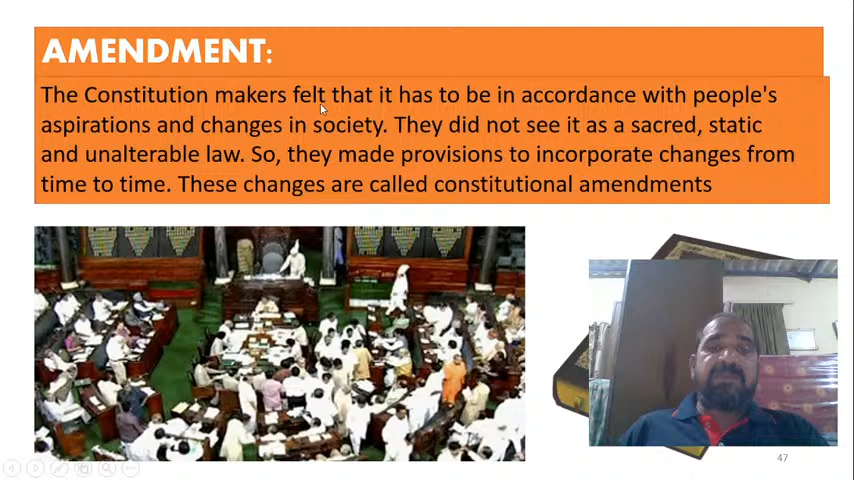 AMENDMENT:
The Constitution makers felt that it has to be in accordance with people's
aspirations and changes in society. They did not see it as a sacred, static
and unalterable law. So, they made provisions to incorporate changes from
time to time. These changes are called constitutional amendments
47